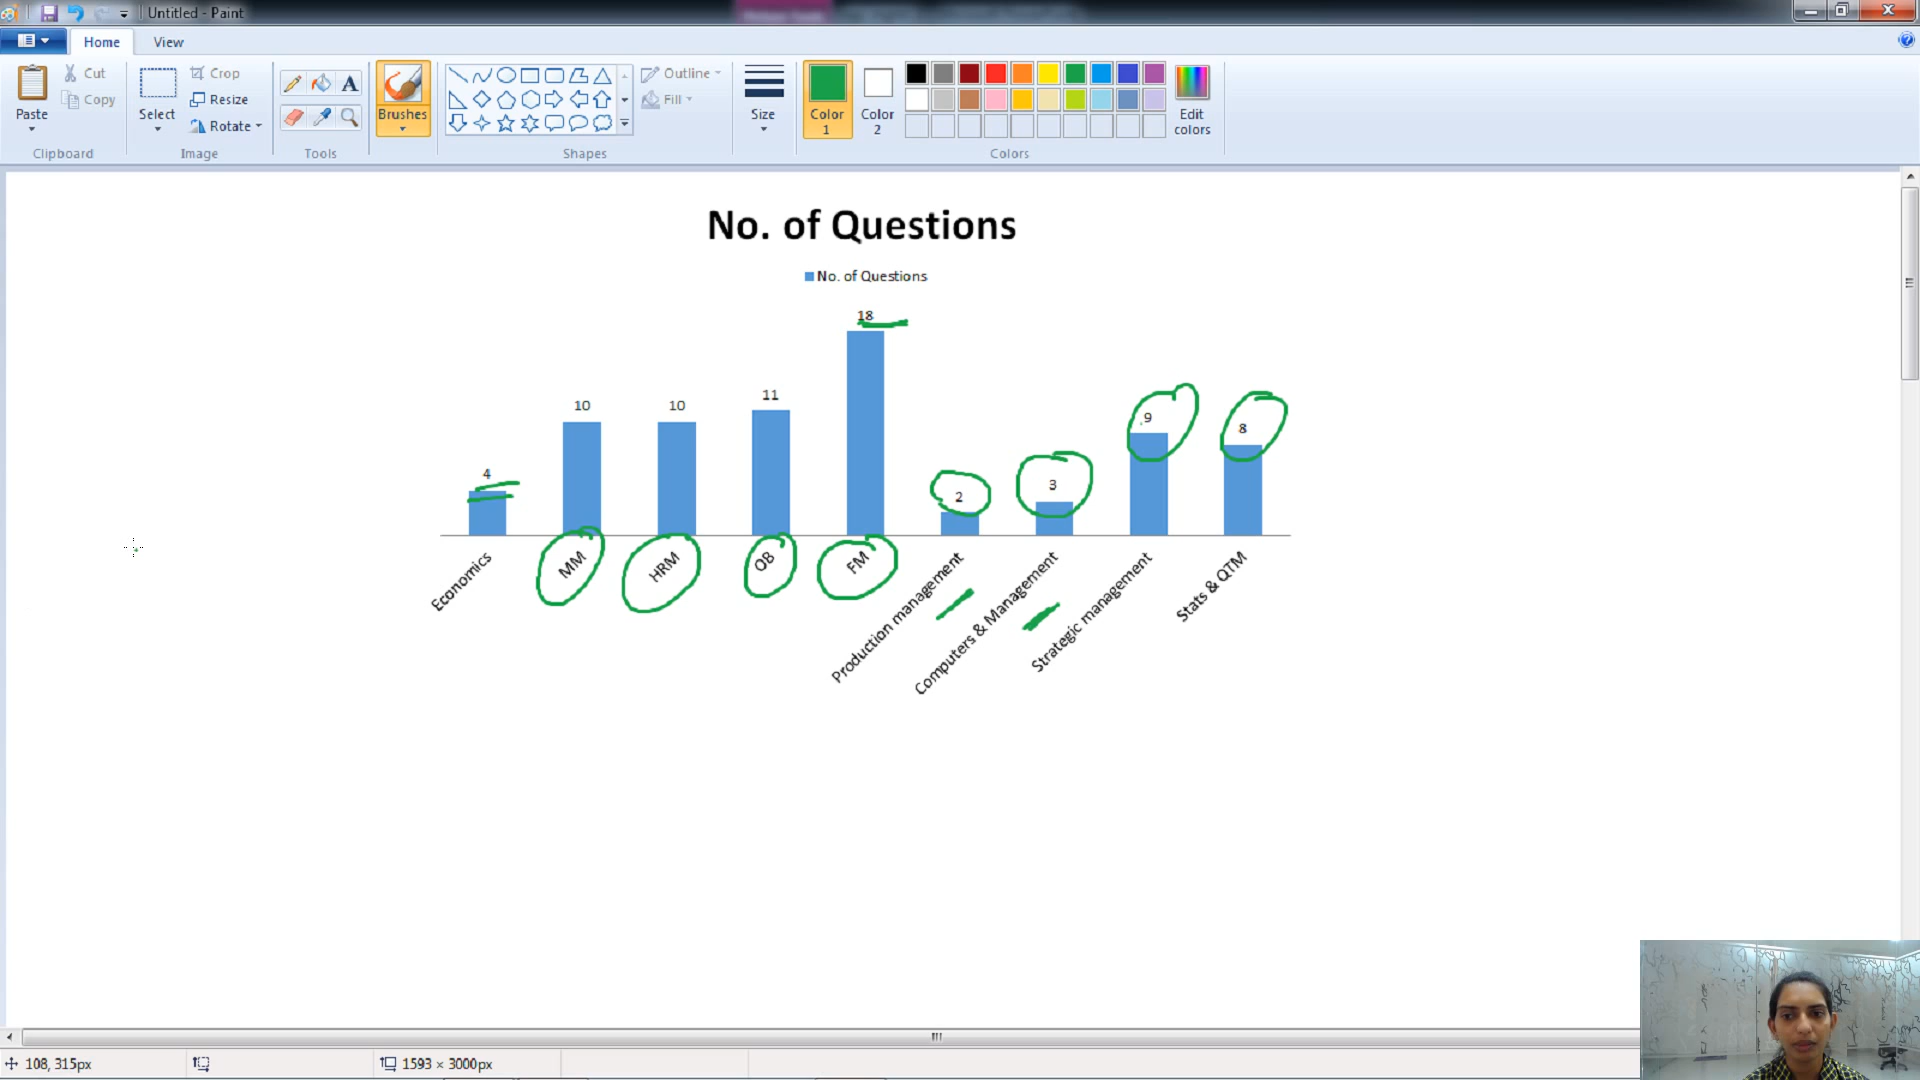 Untitled - Paint
Home View
Paste
Cut
Copy
Clipboard
Select
Crop
Resize
Rotate
Image
A
Tools
Brushes
Shapes
Outline
Fill
Size
Color 1
Color 2
Edit colors
Colors
No. of Questions
No. of Questions
4
10
10
11
18
2
3
9
8
Economics
MM
HRM
OB
FM
Production management
Computers & Management
Strategic management
Stats & QTM
108, 315px
1593 × 3000px